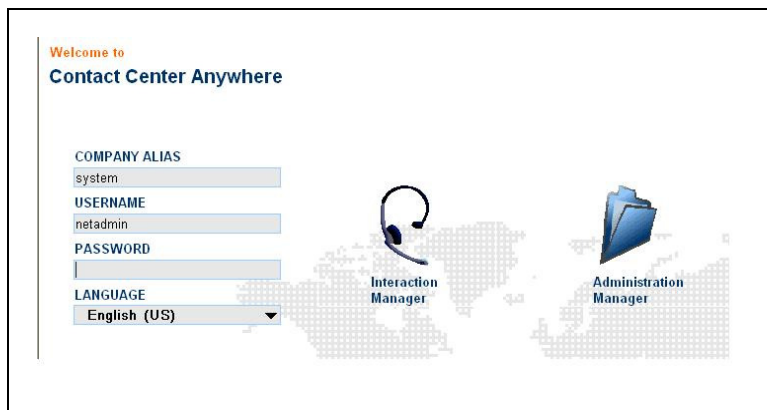 Welcome to
Contact Center Anywhere
COMPANY ALIAS
system
USERNAME
netadmin
PASSWORD
LANGUAGE
English (US)
Interaction
Manager
Administration
Manager